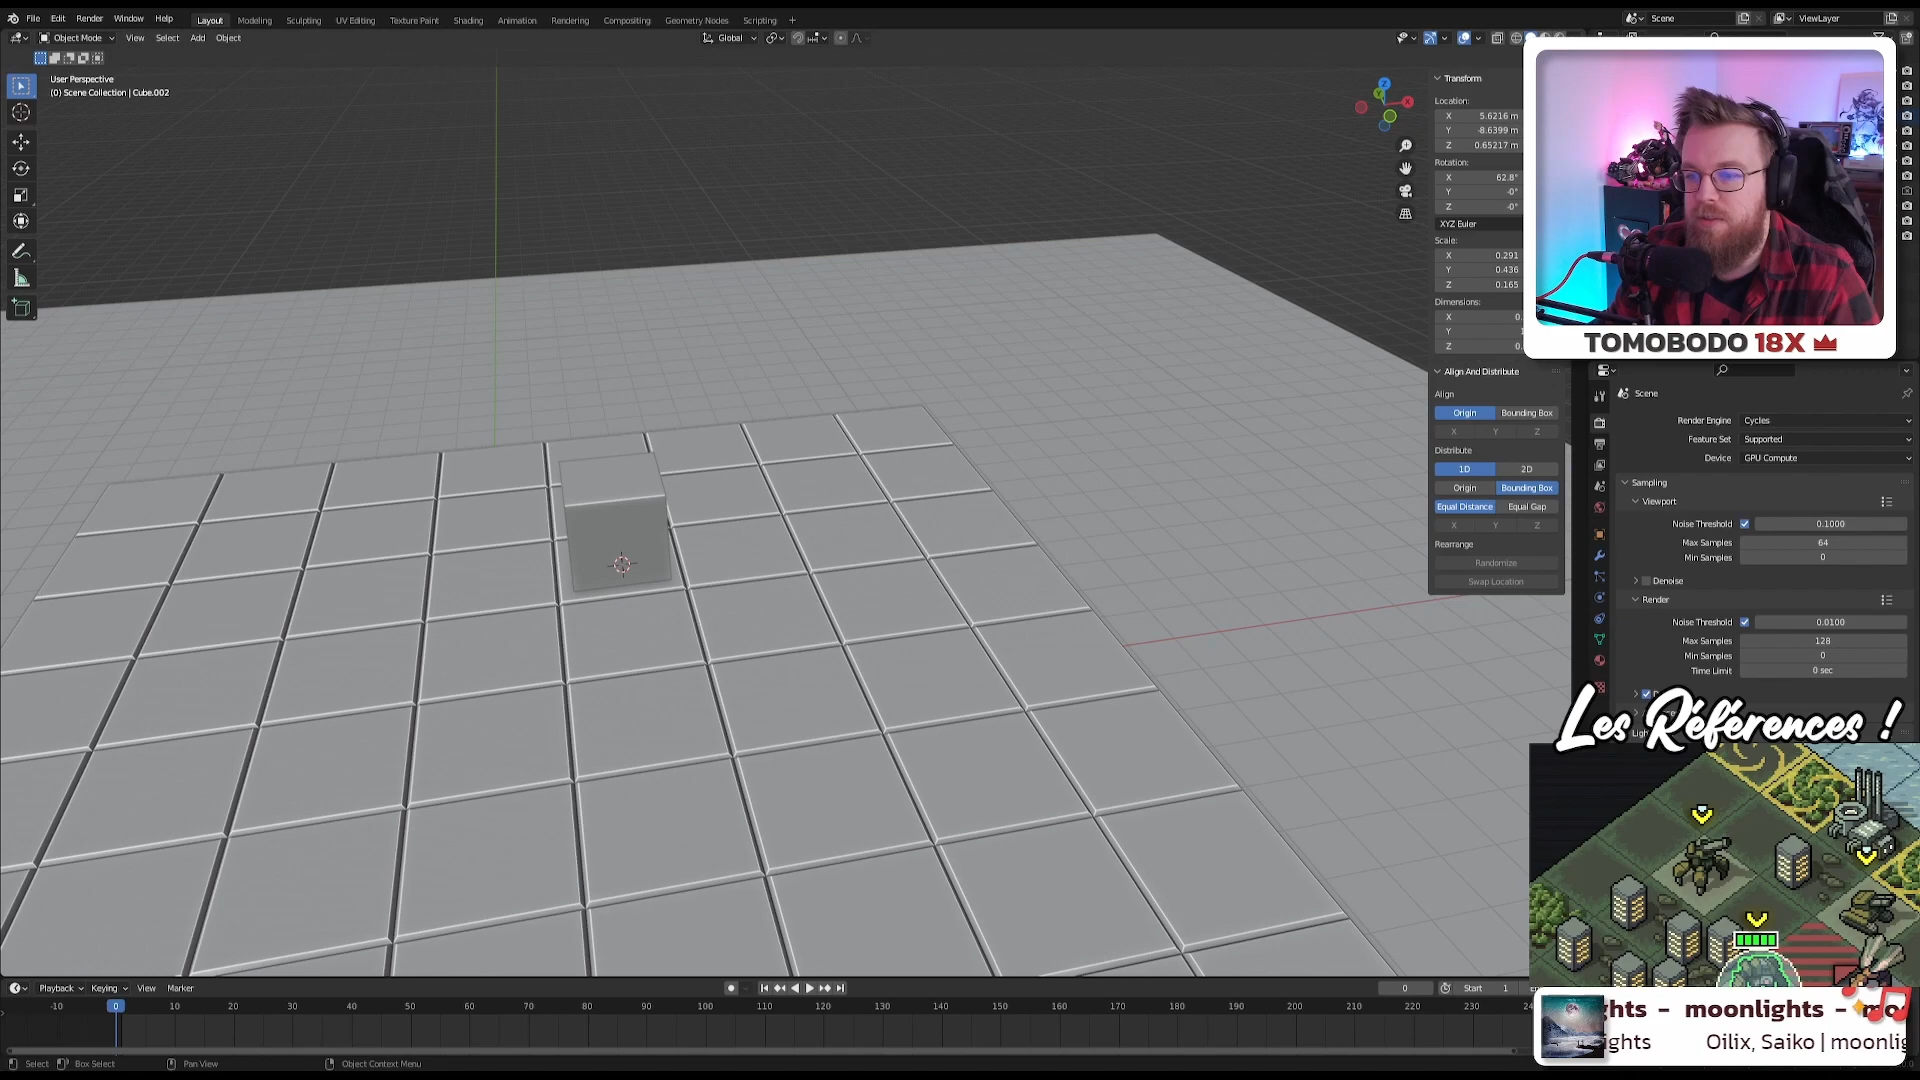 File Edit Render Window Help
Layout Modeling Sculpting UV Editing Texture Paint Shading Animation Rendering Compositing Geometry Nodes Scripting +
Scene
ViewLayer
Object Mode View Select Add Object
Global
User Perspective
(0) Scene Collection | Cube.002
Z
Y
X
Transform
Location:
X 5.6216 m
Y -8.6399 m
Z 0.65217 m
Rotation:
X 62.8°
Y -0°
Z -0°
XYZ Euler
Scale:
X 0.291
Y 0.436
Z 0.165
Dimensions:
X 0.
Y 1
Z 0.
Align And Distribute
Align
Origin Bounding Box
X Y Z
Distribute
1D 2D
Origin Bounding Box
Equal Distance Equal Gap
X Y Z
Rearrange
Randomize
Swap Location
TOMOBODO 18X
Scene
Render Engine Cycles
Feature Set Supported
Device GPU Compute
Sampling
Viewport
Noise Threshold 0.1000
Max Samples 64
Min Samples 0
Denoise
Render
Noise Threshold 0.0100
Max Samples 128
Min Samples 0
Time Limit 0 sec
Les Références !
Playback Keying View Marker
0 Start 1
-10 0 10 20 30 40 50 60 70 80 90 100 110 120 130 140 150 160 170 180 190 200 210 220 230
Select Box Select Pan View Object Context Menu
ghts - moonlights - mo
ights Oilix, Saiko | moonlig